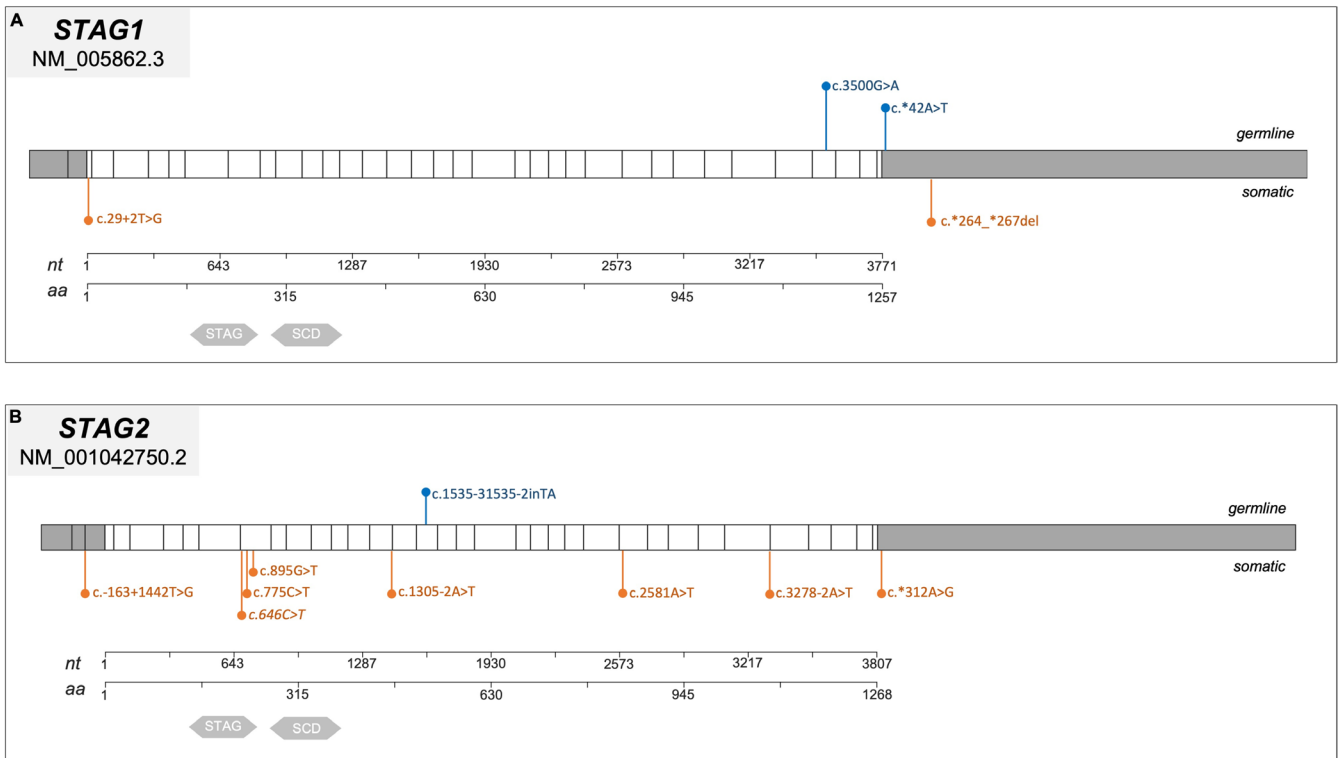 A
STAG1
NM_005862.3
c.3500G>A
c.*42A>T
germline
somatic
c.29+2T>G
c.*264_*267del
nt 1 643 1287 1930 2573 3217 3771
aa 1 315 630 945 1257
STAG SCD
B
STAG2
NM_001042750.2
c.1535-31535-2inTA
germline
somatic
c.895G>T
c.-163+1442T>G c.775C>T c.1305-2A>T c.2581A>T c.3278-2A>T c.*312A>G
c.646C>T
nt 1 643 1287 1930 2573 3217 3807
aa 1 315 630 945 1268
STAG SCD